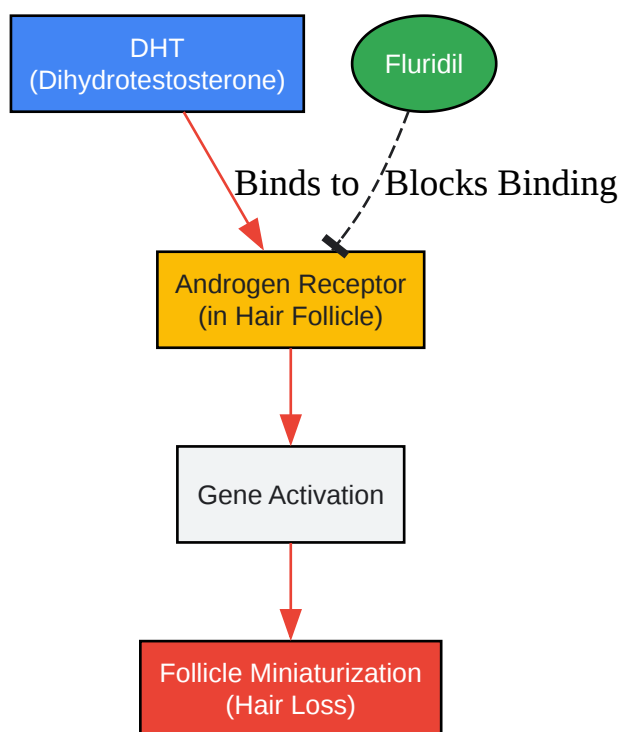 DHT
(Dihydrotestosterone)
Fluridil
Binds to
Blocks Binding
Androgen Receptor
(in Hair Follicle)
Gene Activation
Follicle Miniaturization
(Hair Loss)